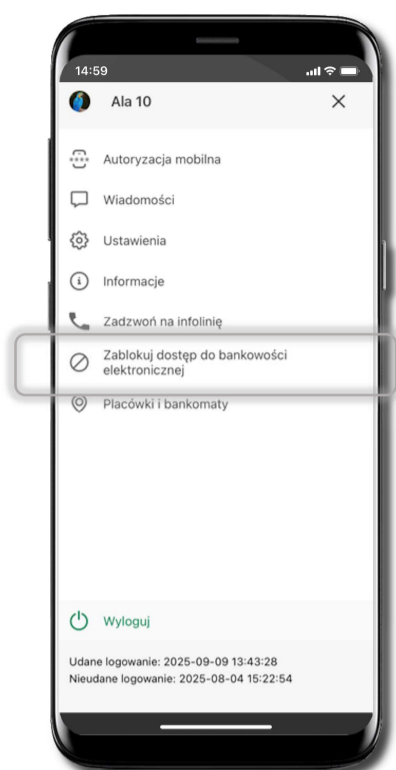 14:59
Ala 10
Autoryzacja mobilna
Wiadomości
Ustawienia
Informacje
Zadzwoń na infolinię
Zablokuj dostęp do bankowości
elektronicznej
Placówki i bankomaty
Wyloguj
Udane logowanie: 2025-09-09 13:43:28
Nieudane logowanie: 2025-08-04 15:22:54